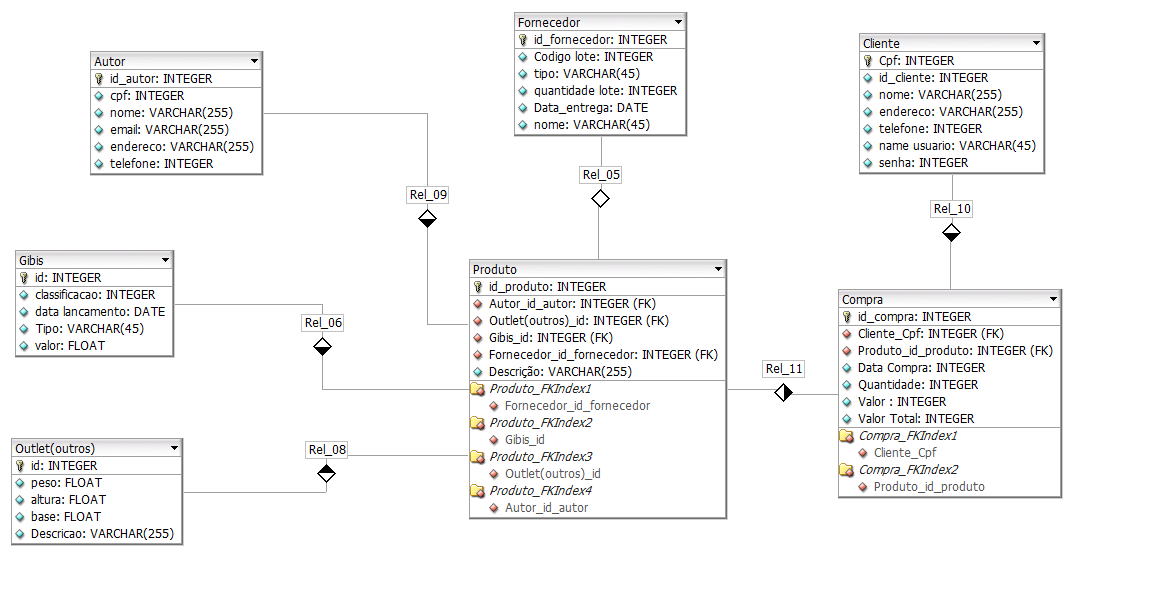 Fornecedor
id_fornecedor: INTEGER
Codigo lote: INTEGER
tipo: VARCHAR(45)
quantidade lote: INTEGER
Data_entrega: DATE
nome: VARCHAR(45)
Cliente
Cpf: INTEGER
id_cliente: INTEGER
nome: VARCHAR(255)
endereco: VARCHAR(255)
telefone: INTEGER
name usuario: VARCHAR(45)
senha: INTEGER
Autor
id_autor: INTEGER
cpf: INTEGER
nome: VARCHAR(255)
email: VARCHAR(255)
endereco: VARCHAR(255)
telefone: INTEGER
Rel_05
Rel_09
Rel_10
Gibis
id: INTEGER
classificacao: INTEGER
data lancamento: DATE
Tipo: VARCHAR(45)
valor: FLOAT
Rel_06
Produto
id_produto: INTEGER
Autor_id_autor: INTEGER (FK)
Outlet(outros)_id: INTEGER (FK)
Gibis_id: INTEGER (FK)
Fornecedor_id_fornecedor: INTEGER (FK)
Descrição: VARCHAR(255)
Produto_FKIndex1
Fornecedor_id_fornecedor
Produto_FKIndex2
Gibis_id
Produto_FKIndex3
Outlet(outros)_id
Produto_FKIndex4
Autor_id_autor
Rel_11
Compra
id_compra: INTEGER
Cliente_Cpf: INTEGER (FK)
Produto_id_produto: INTEGER (FK)
Data Compra: INTEGER
Quantidade: INTEGER
Valor : INTEGER
Valor Total: INTEGER
Compra_FKIndex1
Cliente_Cpf
Compra_FKIndex2
Produto_id_produto
Outlet(outros)
id: INTEGER
peso: FLOAT
altura: FLOAT
base: FLOAT
Descricao: VARCHAR(255)
Rel_08